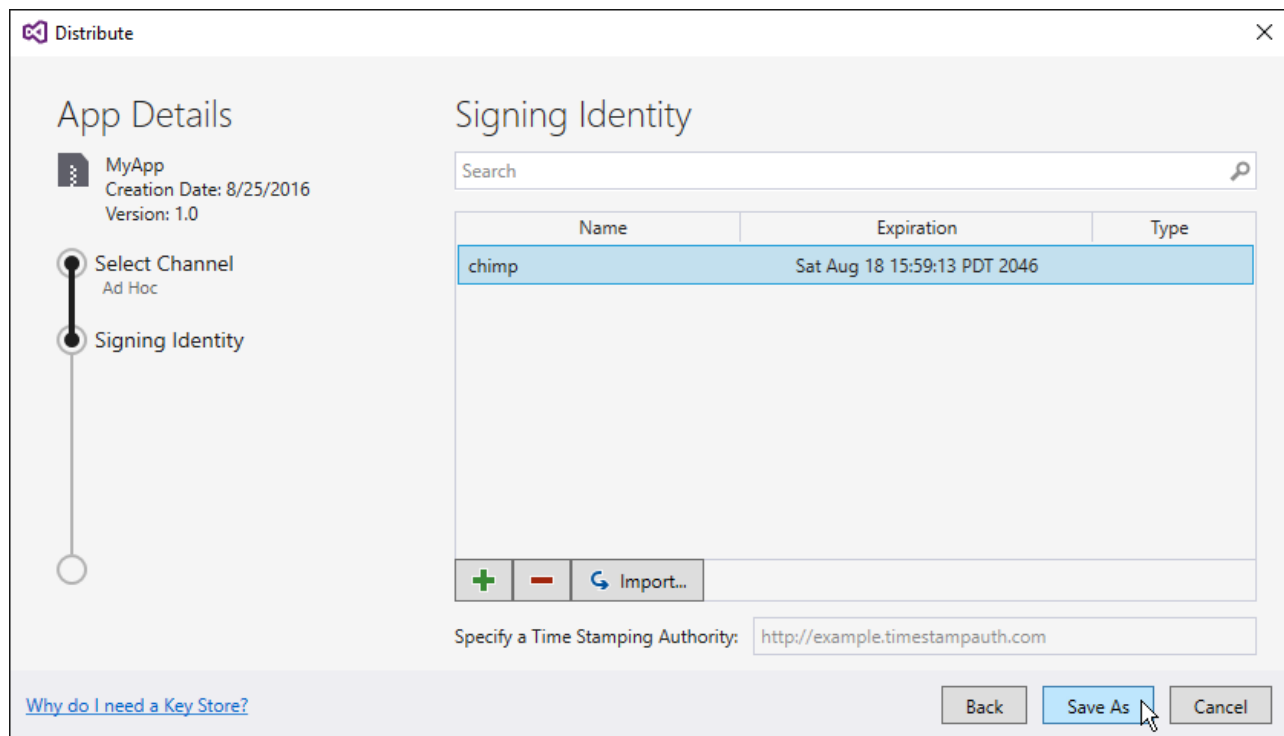 Distribute
App Details
MyApp
Creation Date: 8/25/2016
Version: 1.0
Select Channel
Ad Hoc
Signing Identity
Signing Identity
Search
Name Expiration Type
chimp Sat Aug 18 15:59:13 PDT 2046
Import...
Specify a Time Stamping Authority: http://example.timestampauth.com
Why do I need a Key Store?
Back Save As Cancel